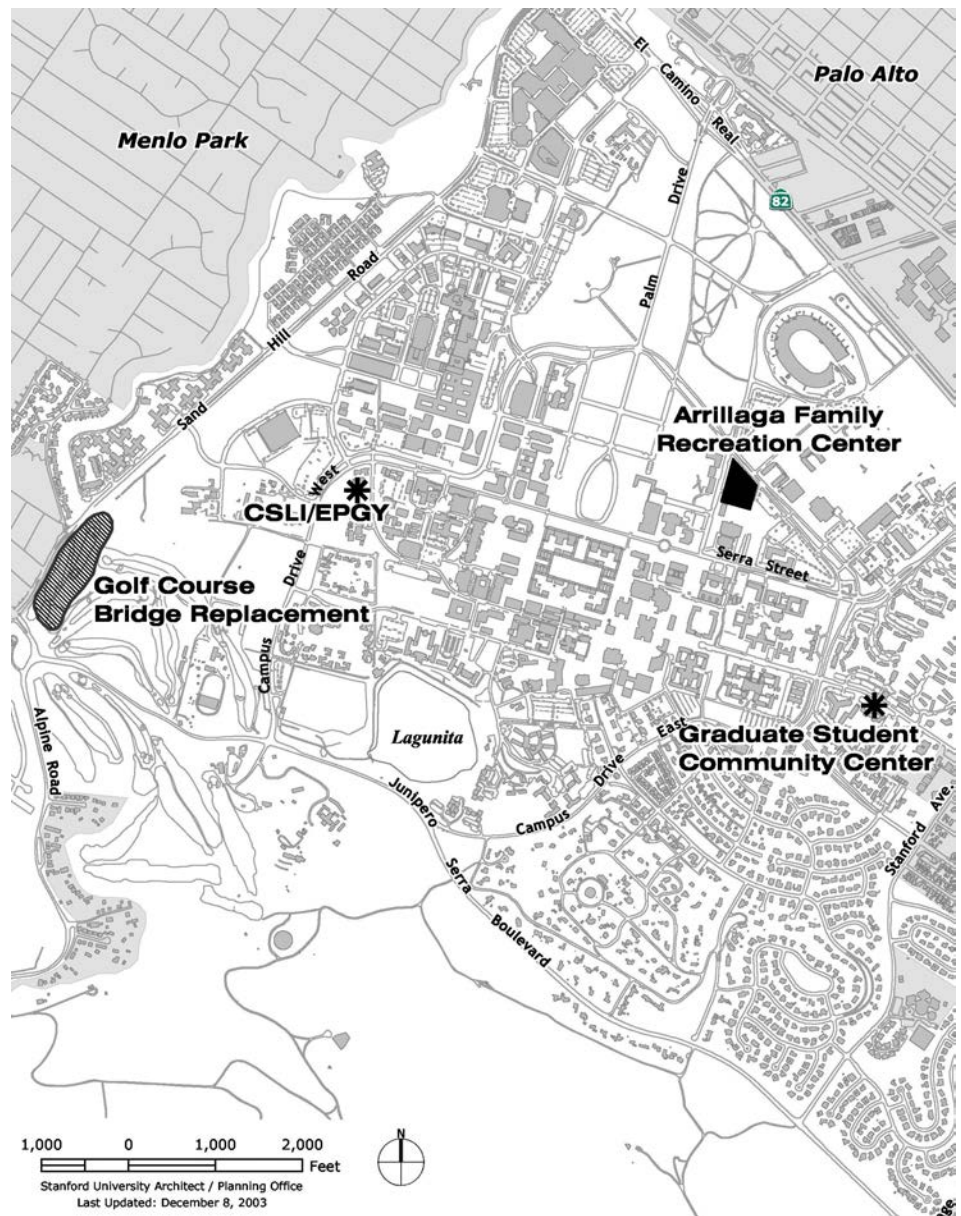 El Camino Real
Palo Alto
Menlo Park
82
Palm Drive
Sand Hill Road
Arrillaga Family
Recreation Center
West
CSLI/EPGY
Serra Street
Golf Course
Bridge Replacement
Campus Drive
Alpine Road
Lagunita
Graduate Student
Community Center
Campus Drive East
Stanford Ave.
Junipero Serra Boulevard
1,000 0 1,000 2,000
Feet
N
Stanford University Architect / Planning Office
Last Updated: December 8, 2003